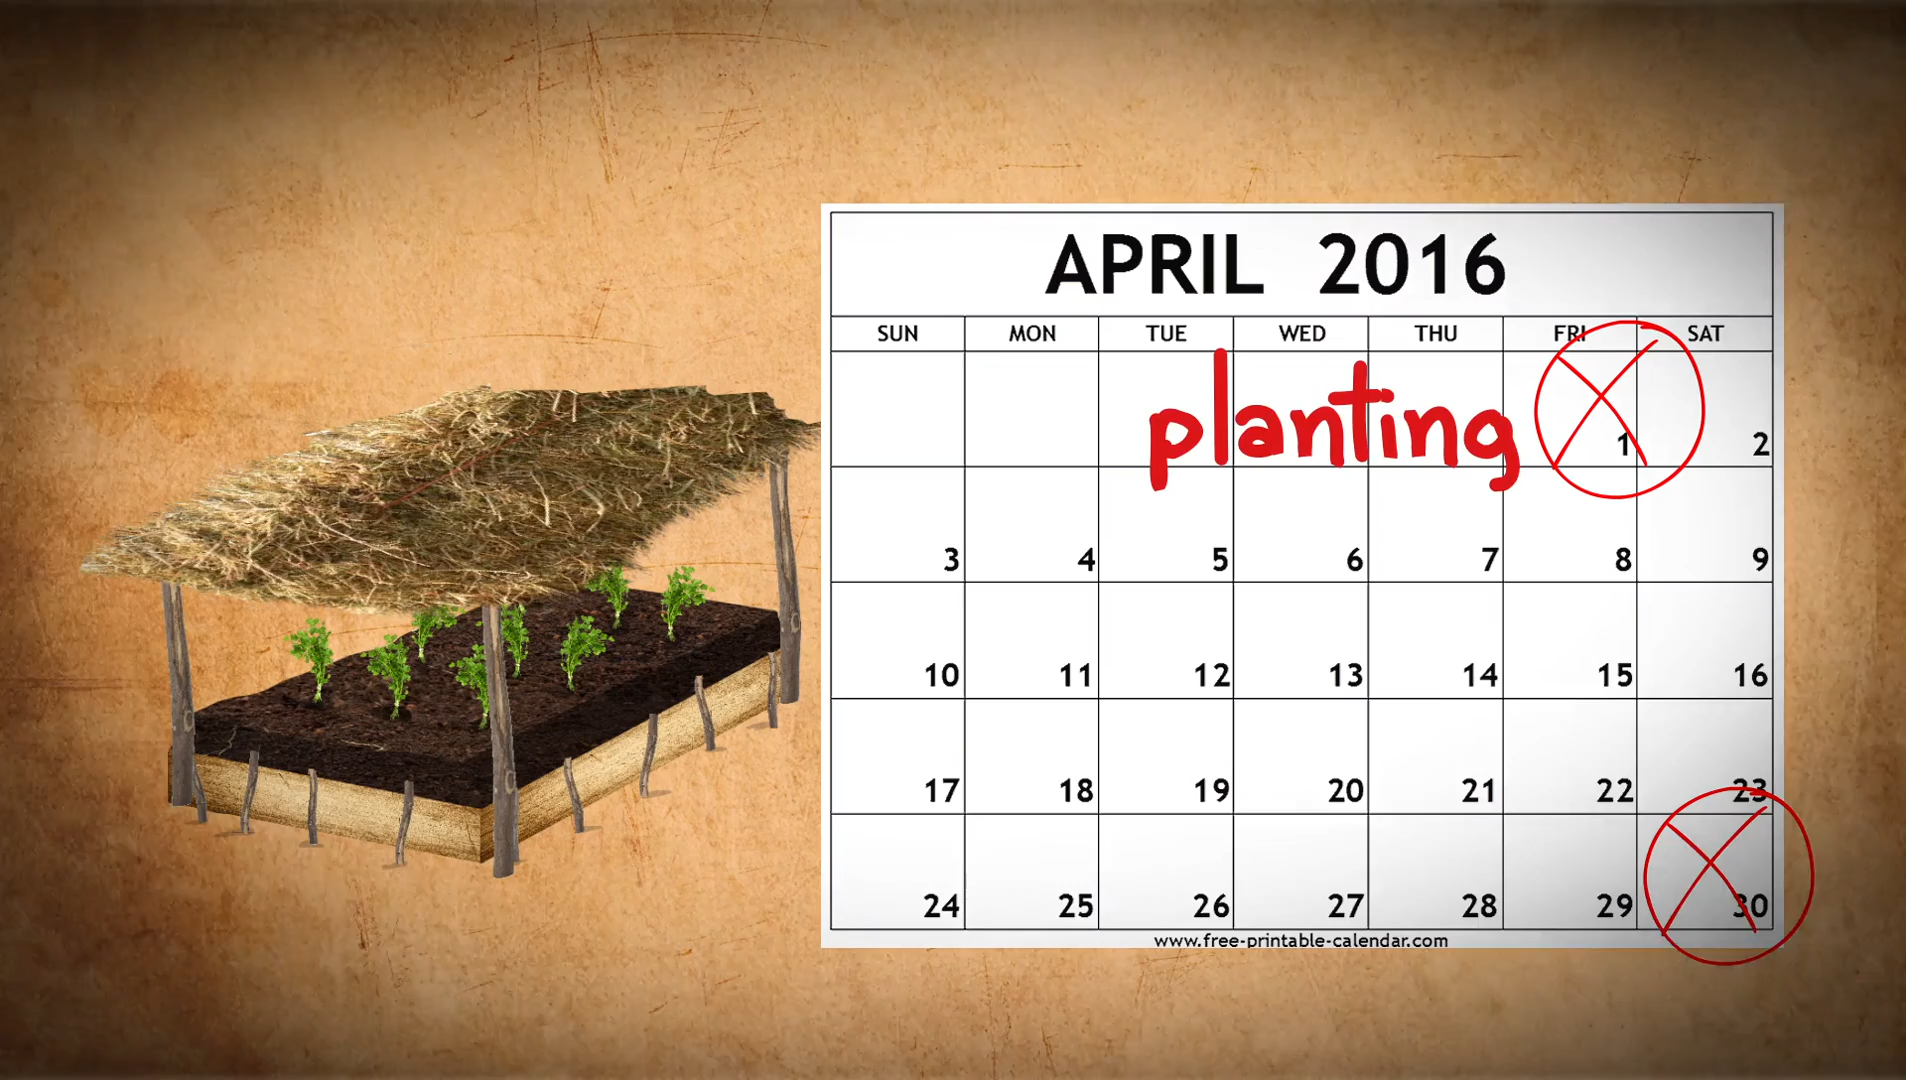 APRIL 2016
SUN MON TUE WED THU FRI SAT
planting
1 2
3 4 5 6 7 8 9
10 11 12 13 14 15 16
17 18 19 20 21 22 23
24 25 26 27 28 29 30
www.free-printable-calendar.com